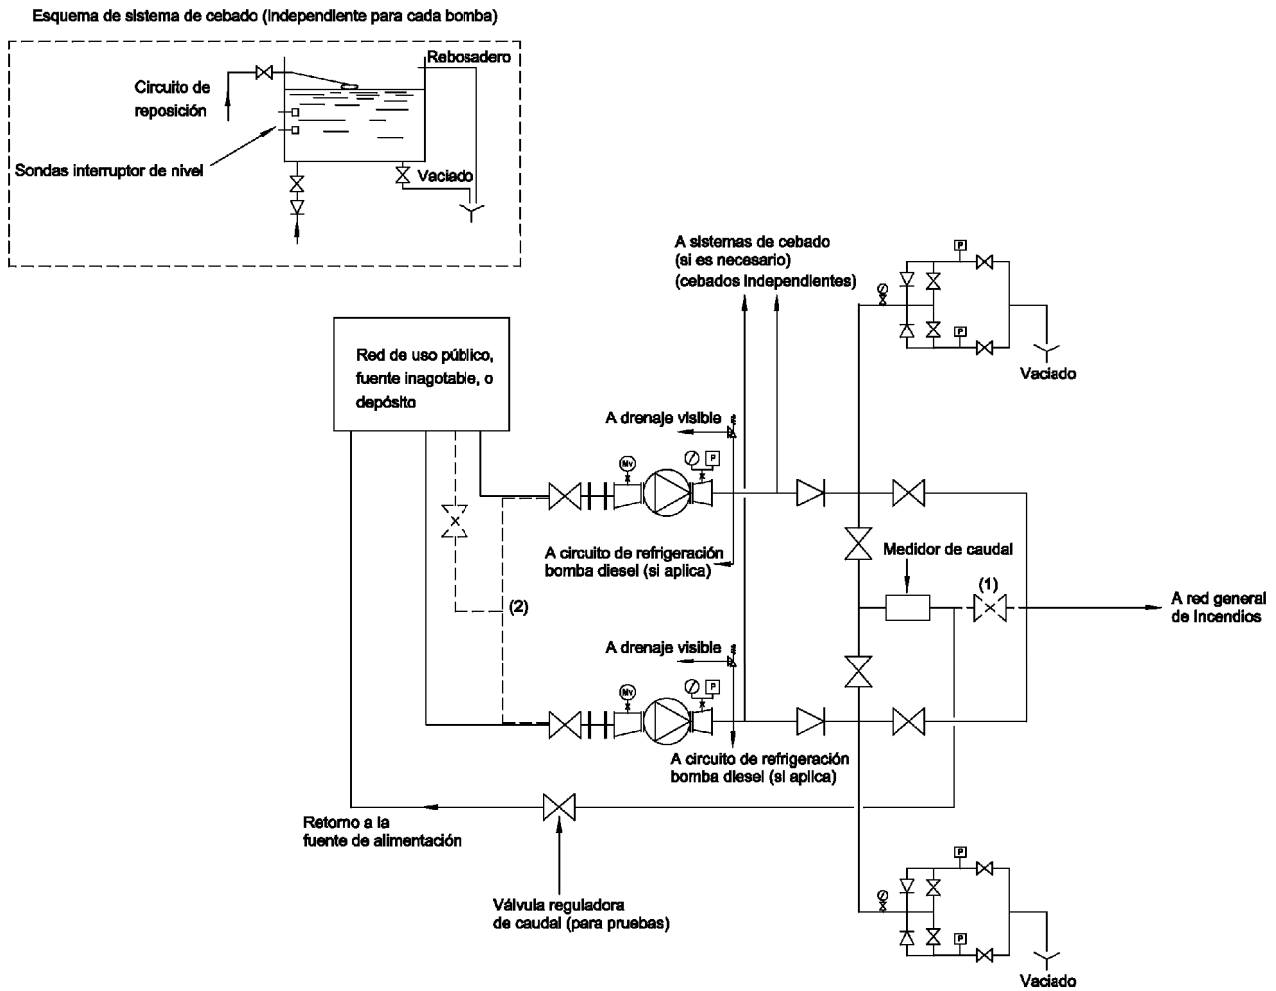 Esquema de sistema de cebado (independiente para cada bomba)
Rebosadero
Circuito de
reposición
Sondas interruptor de nivel
Vaciado
A sistemas de cebado
(si es necesario)
(cebados independientes)
P
P
Vaciado
Red de uso público,
fuente inagotable, o
depósito
A drenaje visible
Mv
P
A circuito de refrigeración
bomba diesel (si aplica)
Medidor de caudal
(1)
(2)
A red general
de incendios
A drenaje visible
Mv
P
A circuito de refrigeración
bomba diesel (si aplica)
Retorno a la
fuente de alimentación
Válvula reguladora
de caudal (para pruebas)
P
P
Vaciado